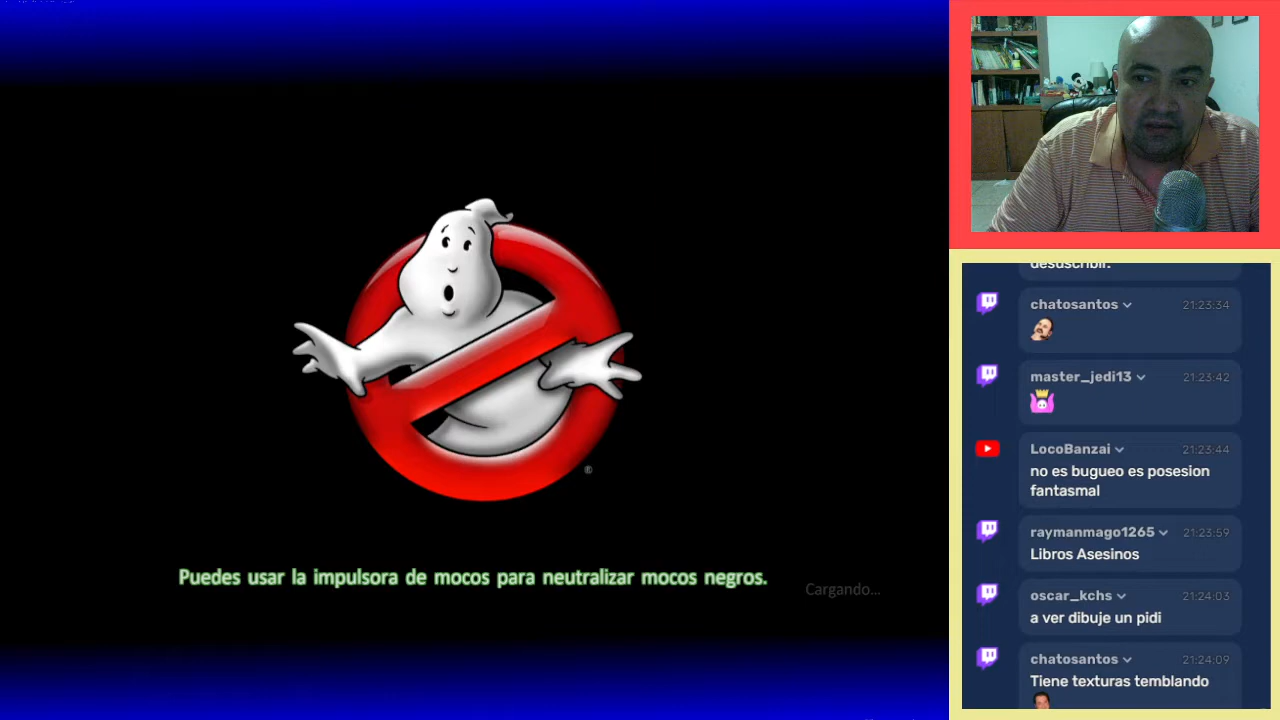 Puedes usar la impulsora de mocos para neutralizar mocos negros.
Cargando...
®
desuscribir.
chatosantos 21:23:34
master_jedi13 21:23:42
LocoBanzai 21:23:44
no es bugueo es posesion
fantasmal
raymanmago1265 21:23:59
Libros Asesinos
oscar_kchs 21:24:03
a ver dibuje un pidi
chatosantos 21:24:09
Tiene texturas temblando